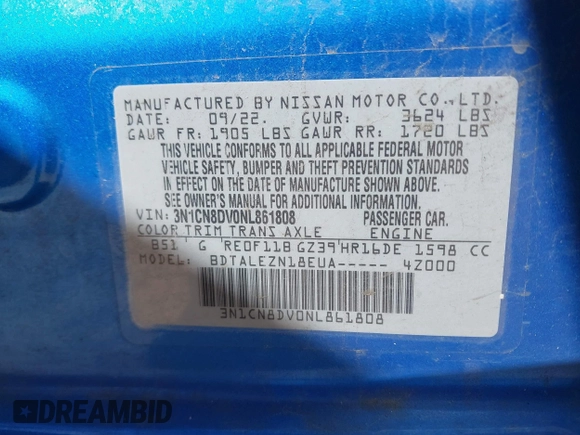 MANUFACTURED BY NISSAN MOTOR CO., LTD.
DATE: 09/22. GVWR: 3624 LBS
GAWR FR: 1905 LBS GAWR RR: 1720 LBS
THIS VEHICLE CONFORMS TO ALL APPLICABLE FEDERAL MOTOR
VEHICLE SAFETY, BUMPER AND THEFT PREVENTION STANDARDS
IN EFFECT ON THE DATE OF MANUFACTURE SHOWN ABOVE.
SEE OWNER'S MANUAL FOR ADDITIONAL INFORMATION.
VIN: 3N1CN8DV0NL861808 PASSENGER CAR.
COLOR TRIM TRANS AXLE ENGINE
B51 G RE0F11B GZ39 HR16DE 1598 CC
MODEL: BDTALEZN18EUA----- 4Z000
3N1CN8DV0NL861808
DREAMBID